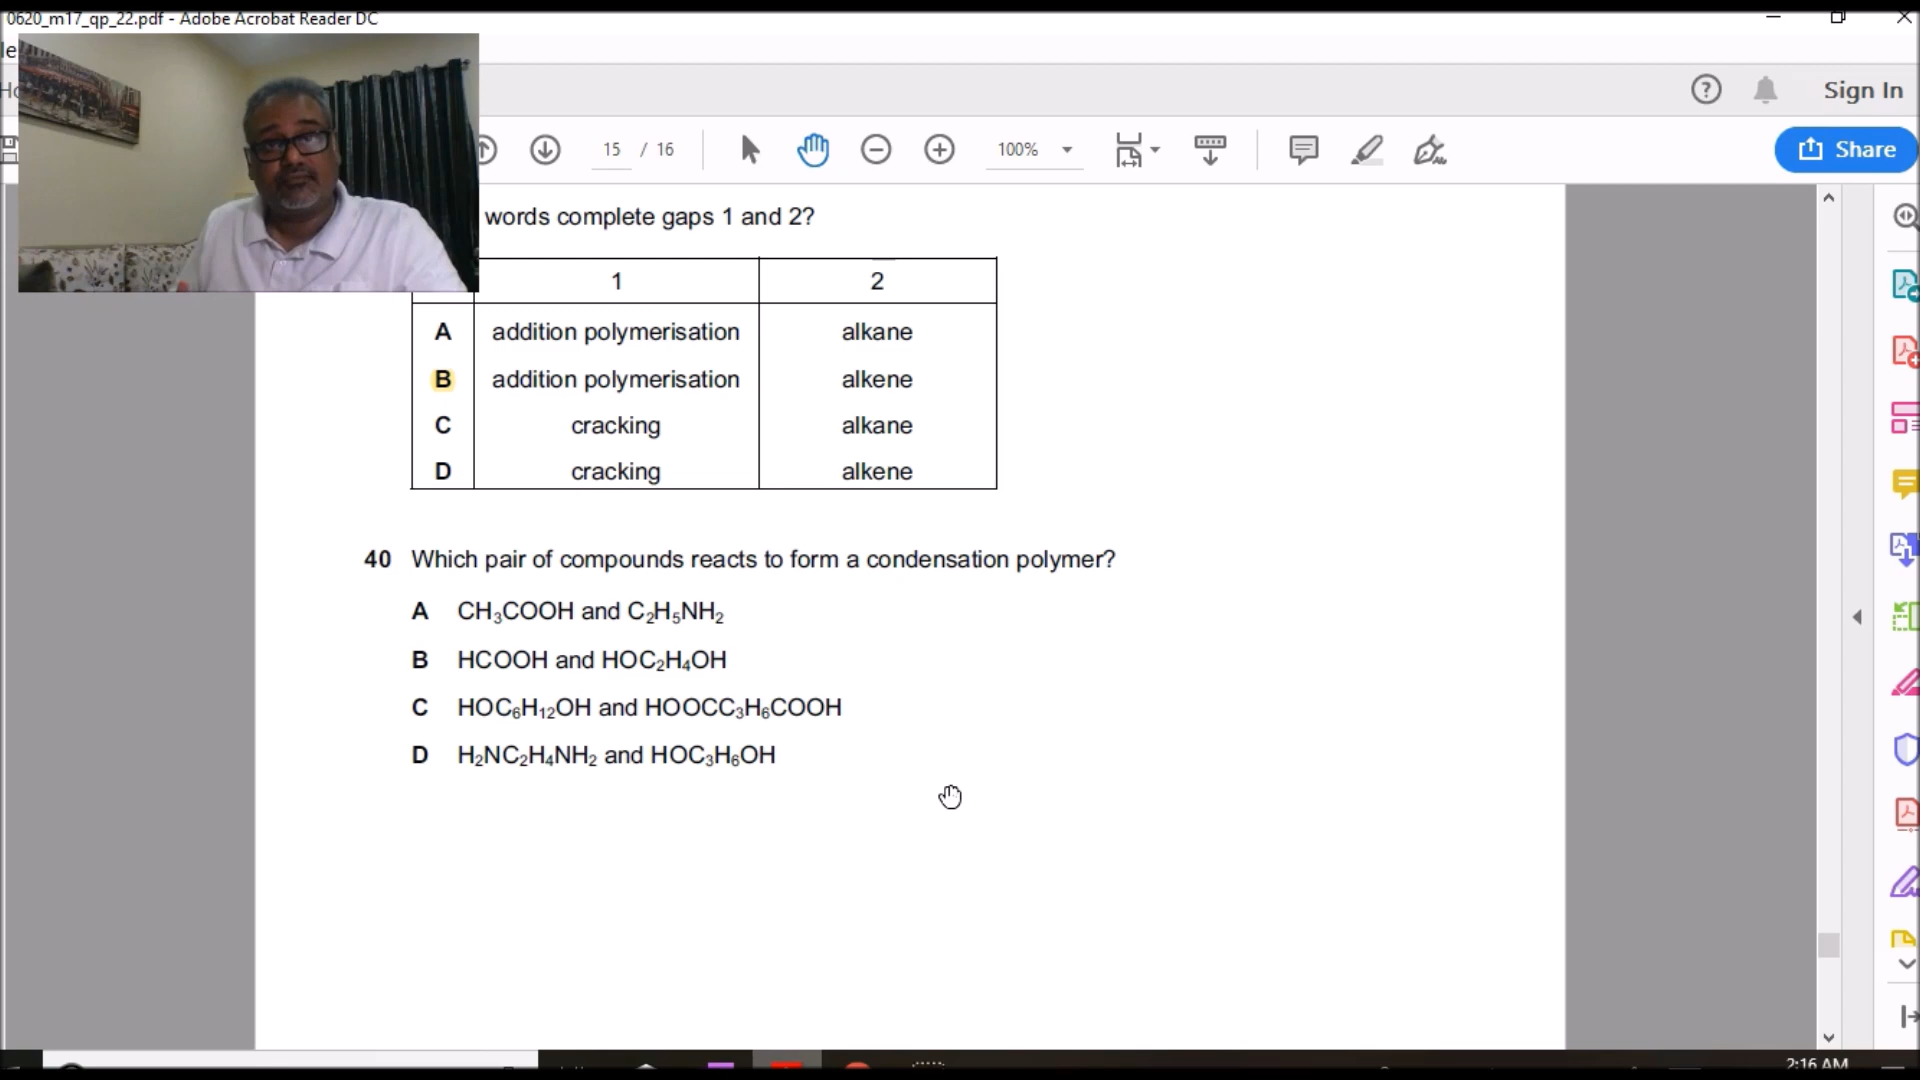 0620_m17_qp_22.pdf - Adobe Acrobat Reader DC
Sign In
15 / 16
100%
Share
words complete gaps 1 and 2?
1 2
A addition polymerisation alkane
B addition polymerisation alkene
C cracking alkane
D cracking alkene
40 Which pair of compounds reacts to form a condensation polymer?
A CH₃COOH and C₂H₅NH₂
B HCOOH and HOC₂H₄OH
C HOC₆H₁₂OH and HOOCC₃H₆COOH
D H₂NC₂H₄NH₂ and HOC₃H₆OH
2:16 AM